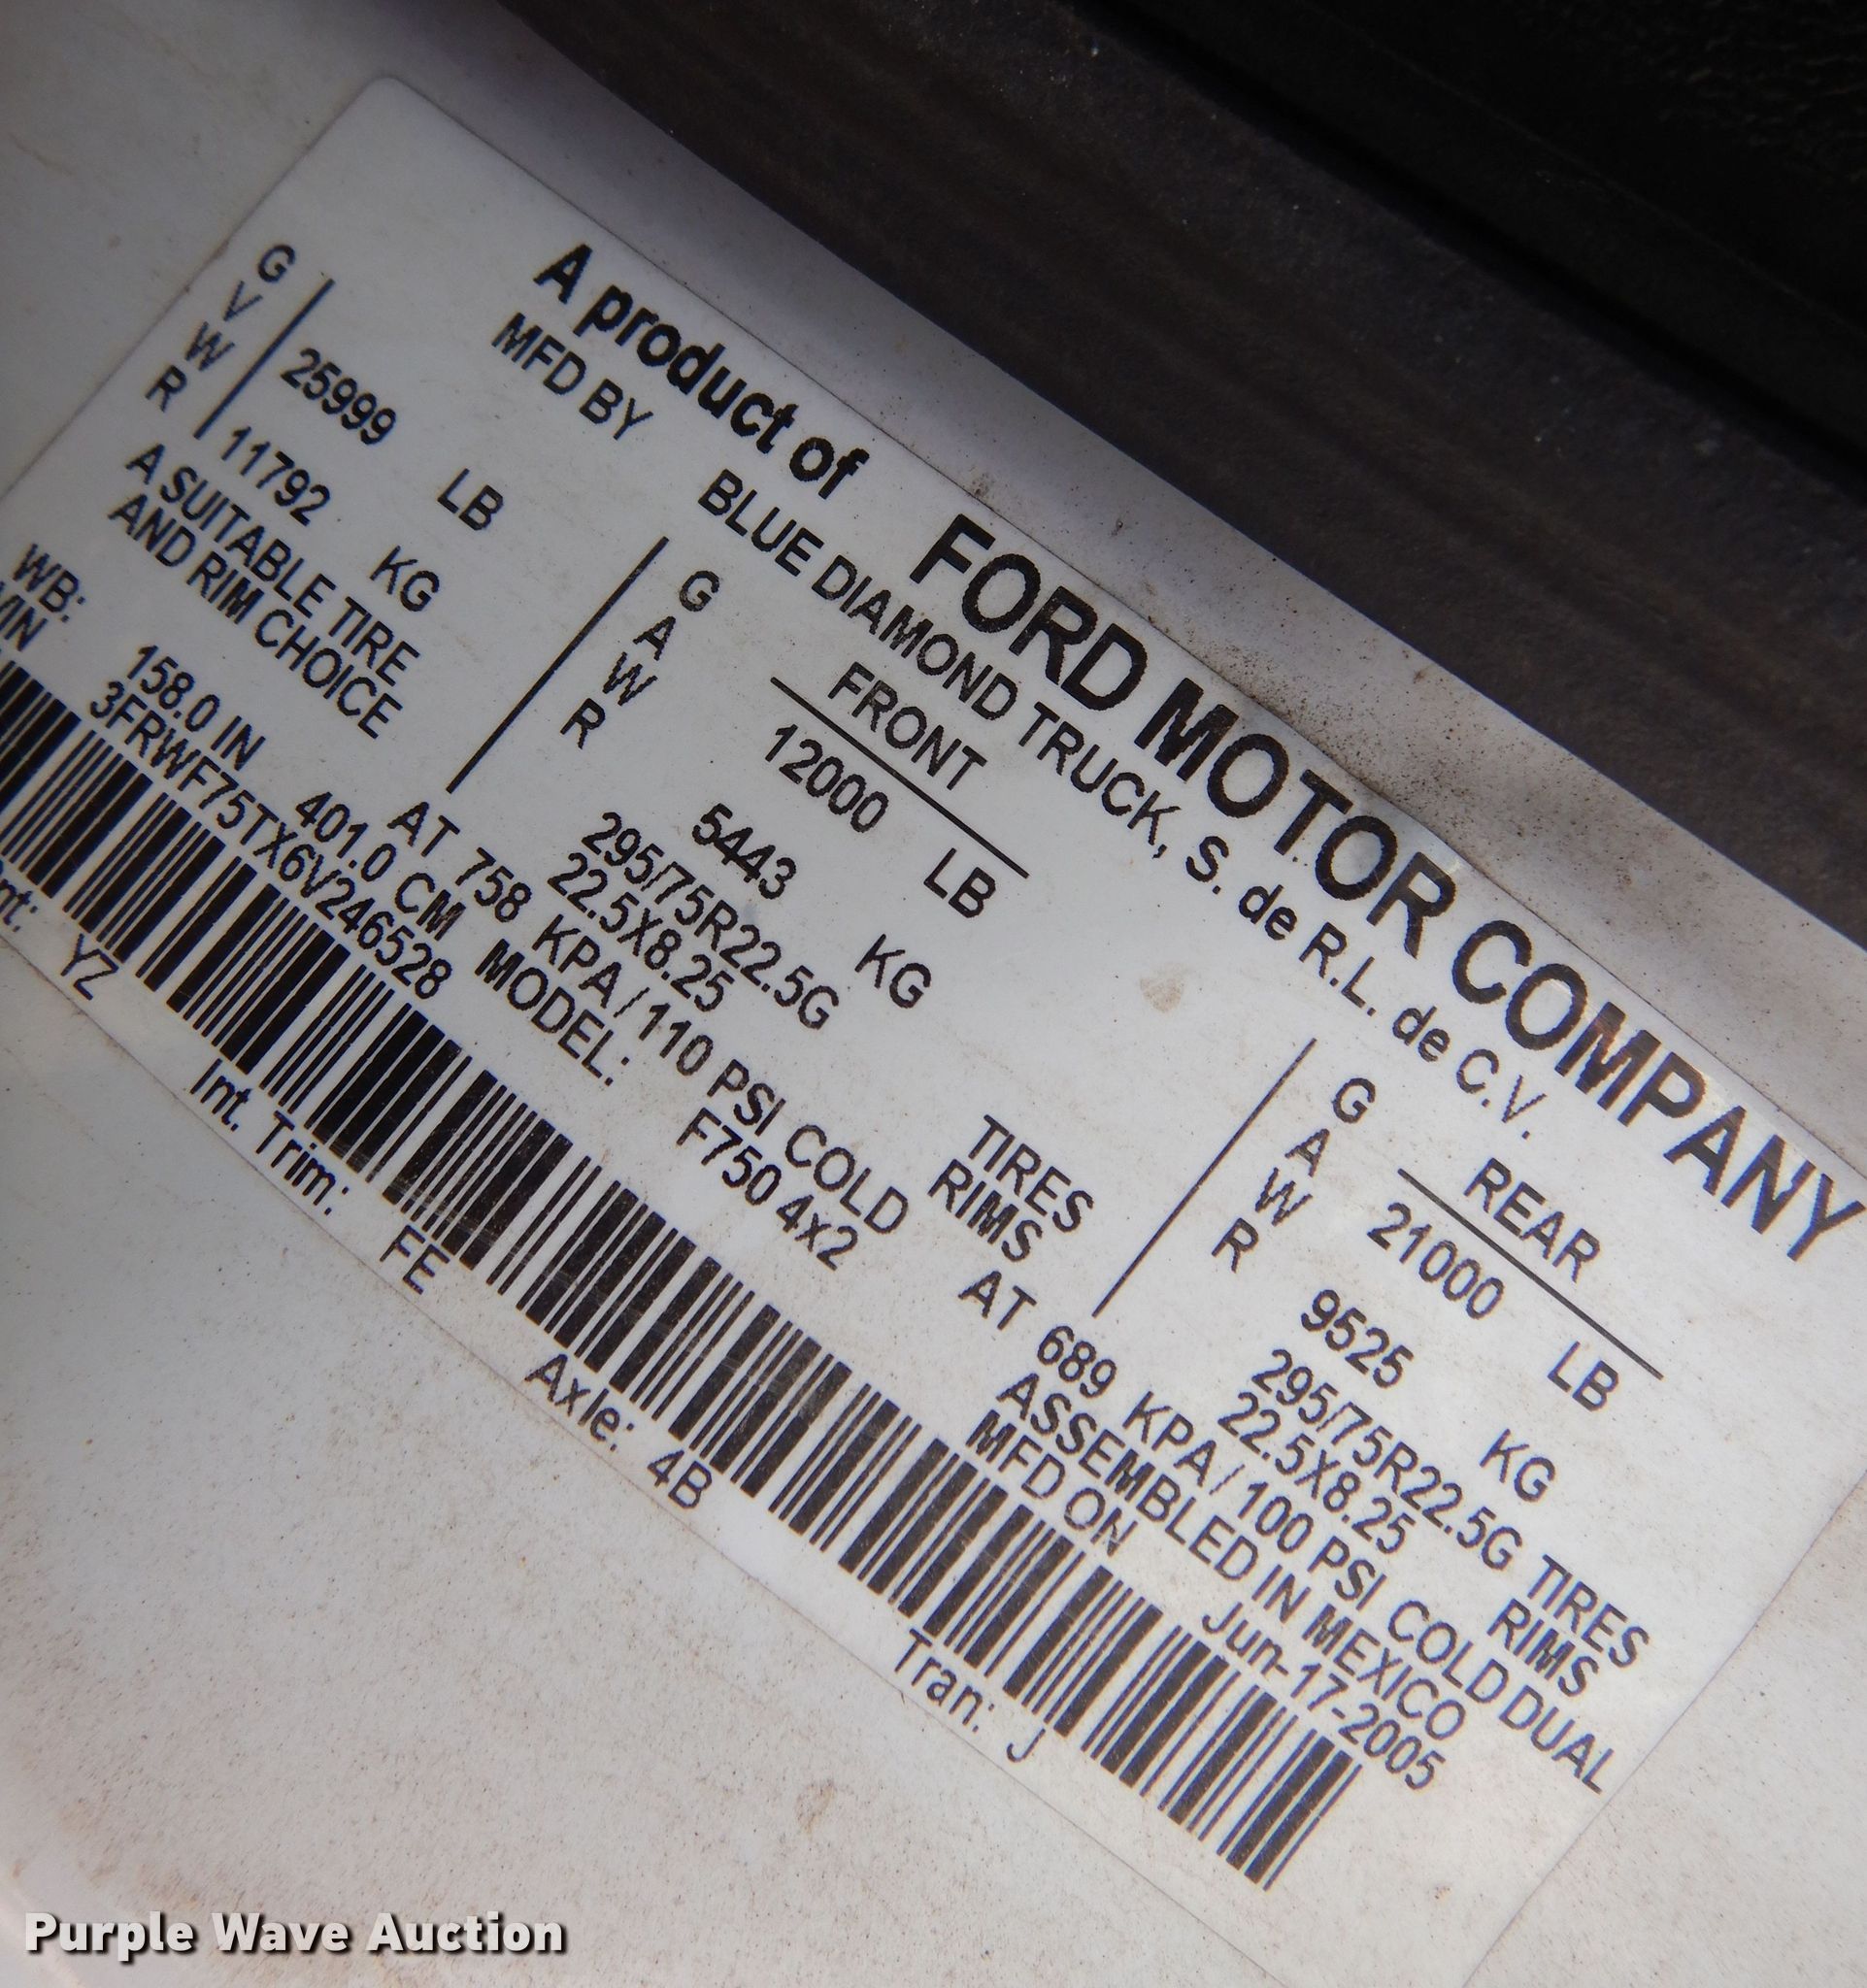 A product of FORD MOTOR COMPANY
MFD BY BLUE DIAMOND TRUCK, S. de R.L. de C.V.
GVWR
25999 LB
11792 KG
GAWR
FRONT
12000 LB
5443 KG
GAWR
REAR
21000 LB
9525 KG
A SUITABLE TIRE
AND RIM CHOICE
295/75R22.5G TIRES
22.5X8.25 RIMS
AT 758 KPA / 110 PSI COLD
295/75R22.5G TIRES
22.5X8.25 RIMS
AT 689 KPA / 100 PSI COLD DUAL
WB: 158.0 IN 401.0 CM MODEL: F750 4x2
ASSEMBLED IN MEXICO
VIN 3FRWF75TX6V246528
MFD ON Jun-17-2005
YZ Int. Trim: FE Axle: 4B Tran: J
Purple Wave Auction